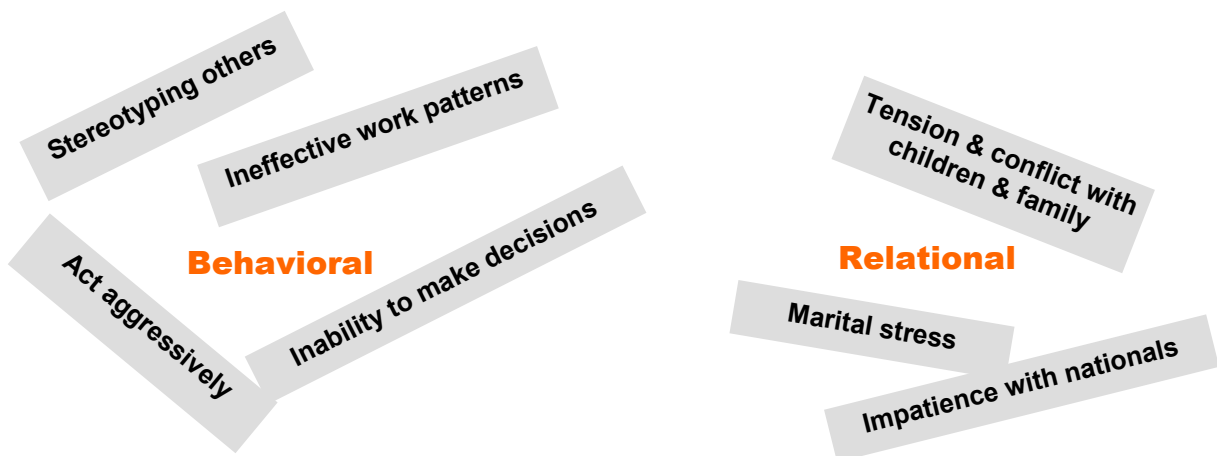 Stereotyping others
Ineffective work patterns
Behavioral
Act aggressively
Inability to make decisions
Tension & conflict with
children & family
Relational
Marital stress
Impatience with nationals